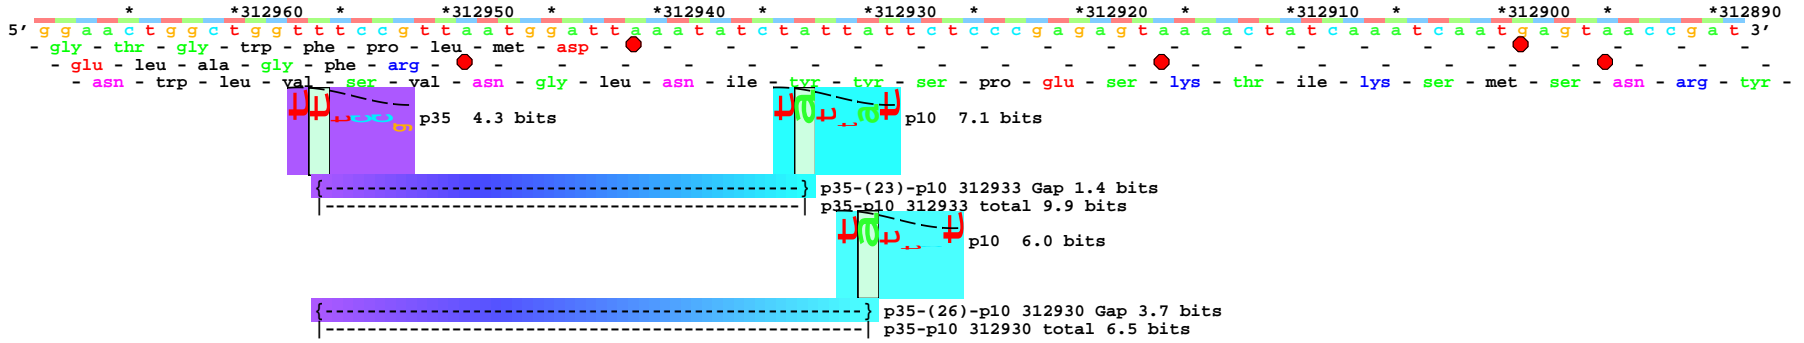 * *312960 * *312950 * *312940 * *312930 * *312920 * *312910 * *312900 * *312890
5' g g a a c t g g c t g g t t t c c g t t a a t g g a t t a a a t a t c t a t t a t t c t c c c g a g a g t a a a a c t a t c a a a t c a a t g a g t a a c c g a t 3'
- gly - thr - gly - trp - phe - pro - leu - met - asp - - - - - - - - - - - - - - - - - - -
- glu - leu - ala - gly - phe - arg - - - - - - - - - - - - - - - - - - - - - -
- asn - trp - leu - val - ser - val - asn - gly - leu - asn - ile - tyr - tyr - ser - pro - glu - ser - lys - thr - ile - lys - ser - met - ser - asn - arg - tyr -
t t t c c g p35 4.3 bits
t a t a t p10 7.1 bits
p35-(23)-p10 312933 Gap 1.4 bits
p35-p10 312933 total 9.9 bits
t a t t p10 6.0 bits
p35-(26)-p10 312930 Gap 3.7 bits
p35-p10 312930 total 6.5 bits